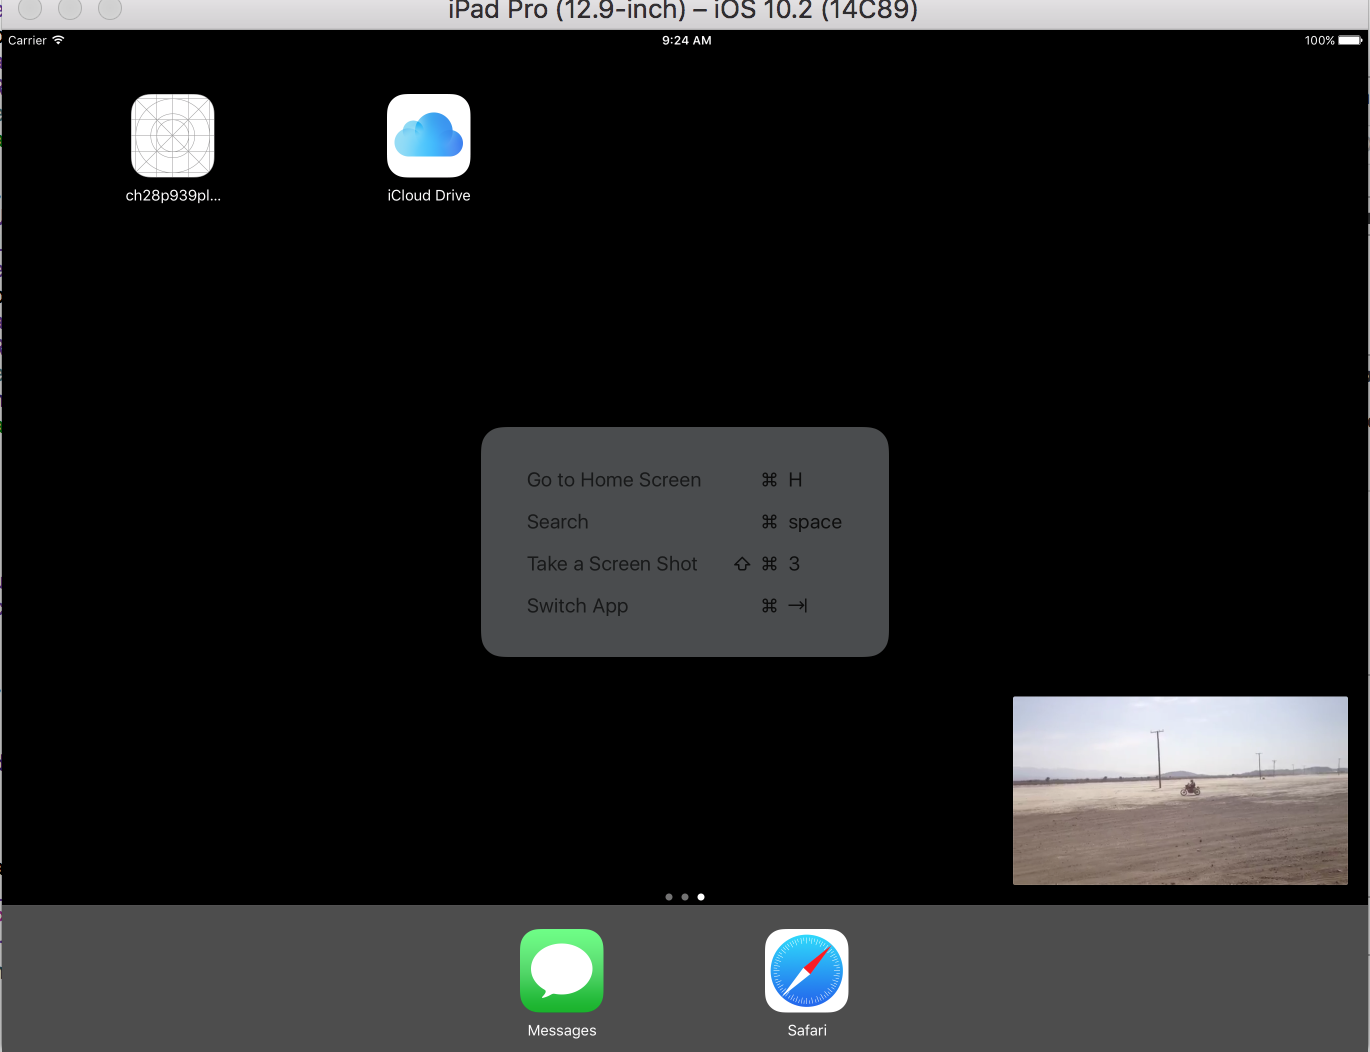 iPad Pro (12.9-inch) – iOS 10.2 (14C89)
Carrier 9:24 AM 100%
ch28p939pl... iCloud Drive
Go to Home Screen ⌘ H
Search ⌘ space
Take a Screen Shot ⇧ ⌘ 3
Switch App ⌘ ⇥
Messages Safari